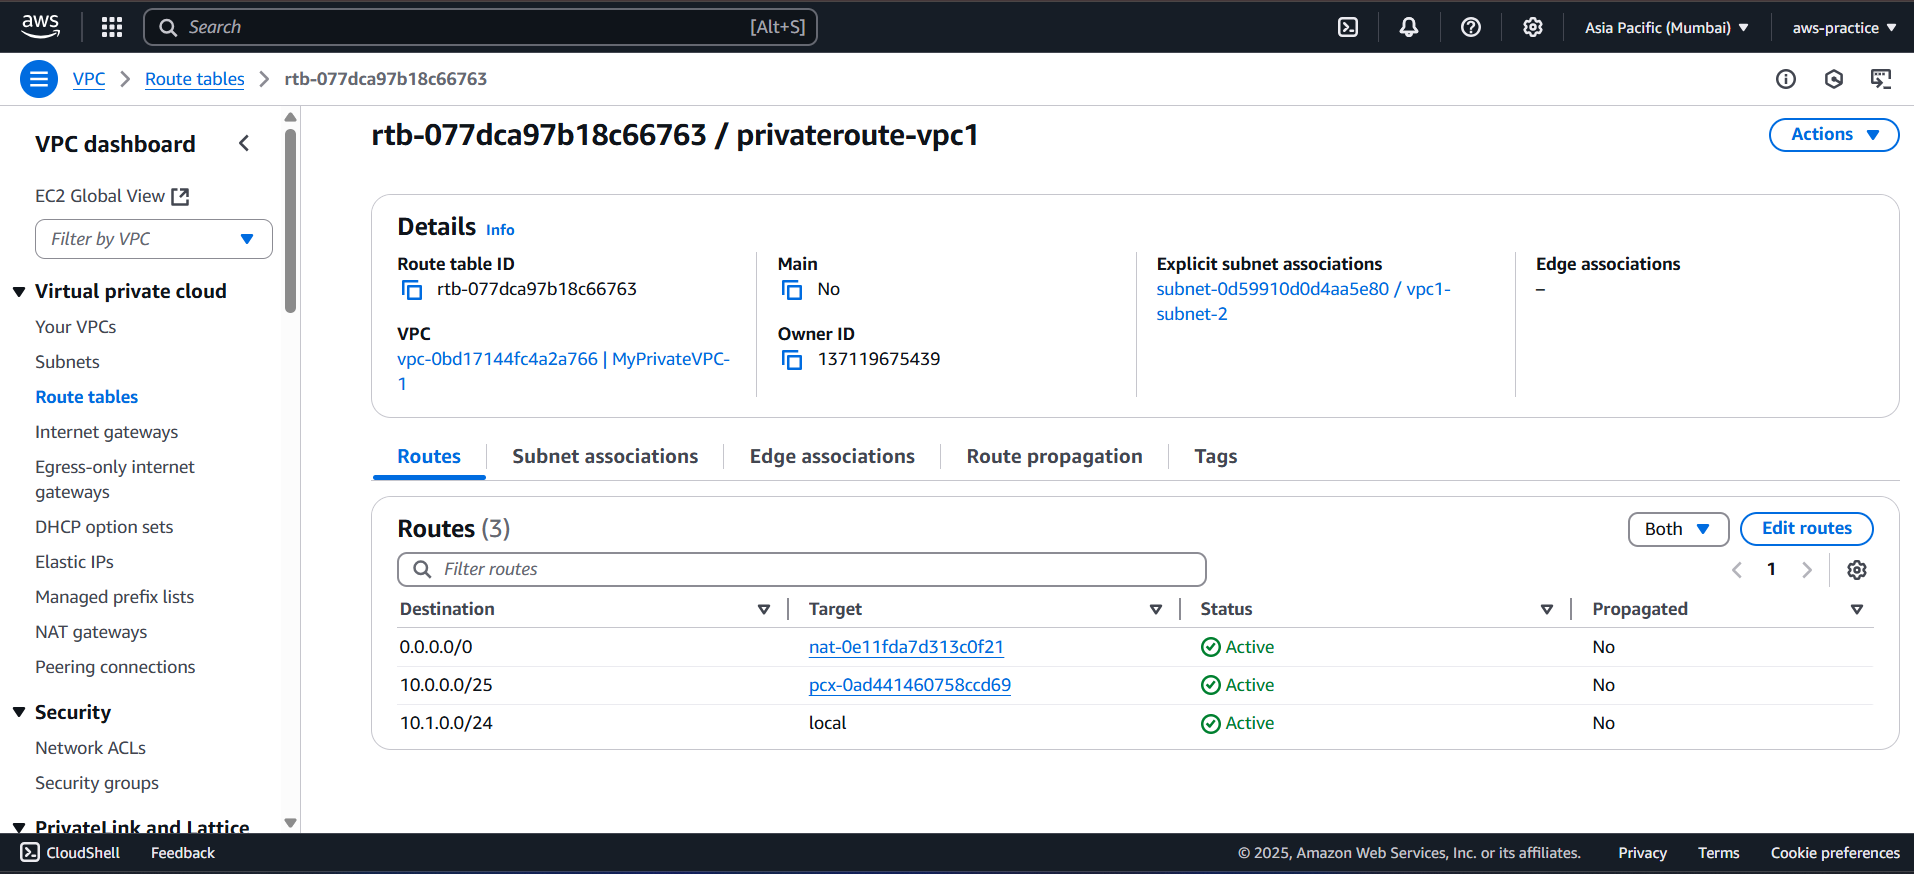 aws
Search [Alt+S]
Asia Pacific (Mumbai)
aws-practice
VPC
Route tables
rtb-077dca97b18c66763
VPC dashboard
EC2 Global View
Filter by VPC
Virtual private cloud
Your VPCs
Subnets
Route tables
Internet gateways
Egress-only internet
gateways
DHCP option sets
Elastic IPs
Managed prefix lists
NAT gateways
Peering connections
Security
Network ACLs
Security groups
PrivateLink and Lattice
rtb-077dca97b18c66763 / privateroute-vpc1
Actions
Details Info
Route table ID
rtb-077dca97b18c66763
VPC
vpc-0bd17144fc4a2a766 | MyPrivateVPC-
1
Main
No
Owner ID
137119675439
Explicit subnet associations
subnet-0d59910d0d4aa5e80 / vpc1-
subnet-2
Edge associations
–
Routes
Subnet associations
Edge associations
Route propagation
Tags
Routes (3)
Both
Edit routes
Filter routes
1
Destination Target Status Propagated
0.0.0.0/0 nat-0e11fda7d313c0f21 Active No
10.0.0.0/25 pcx-0ad441460758ccd69 Active No
10.1.0.0/24 local Active No
CloudShell Feedback
© 2025, Amazon Web Services, Inc. or its affiliates. Privacy Terms Cookie preferences